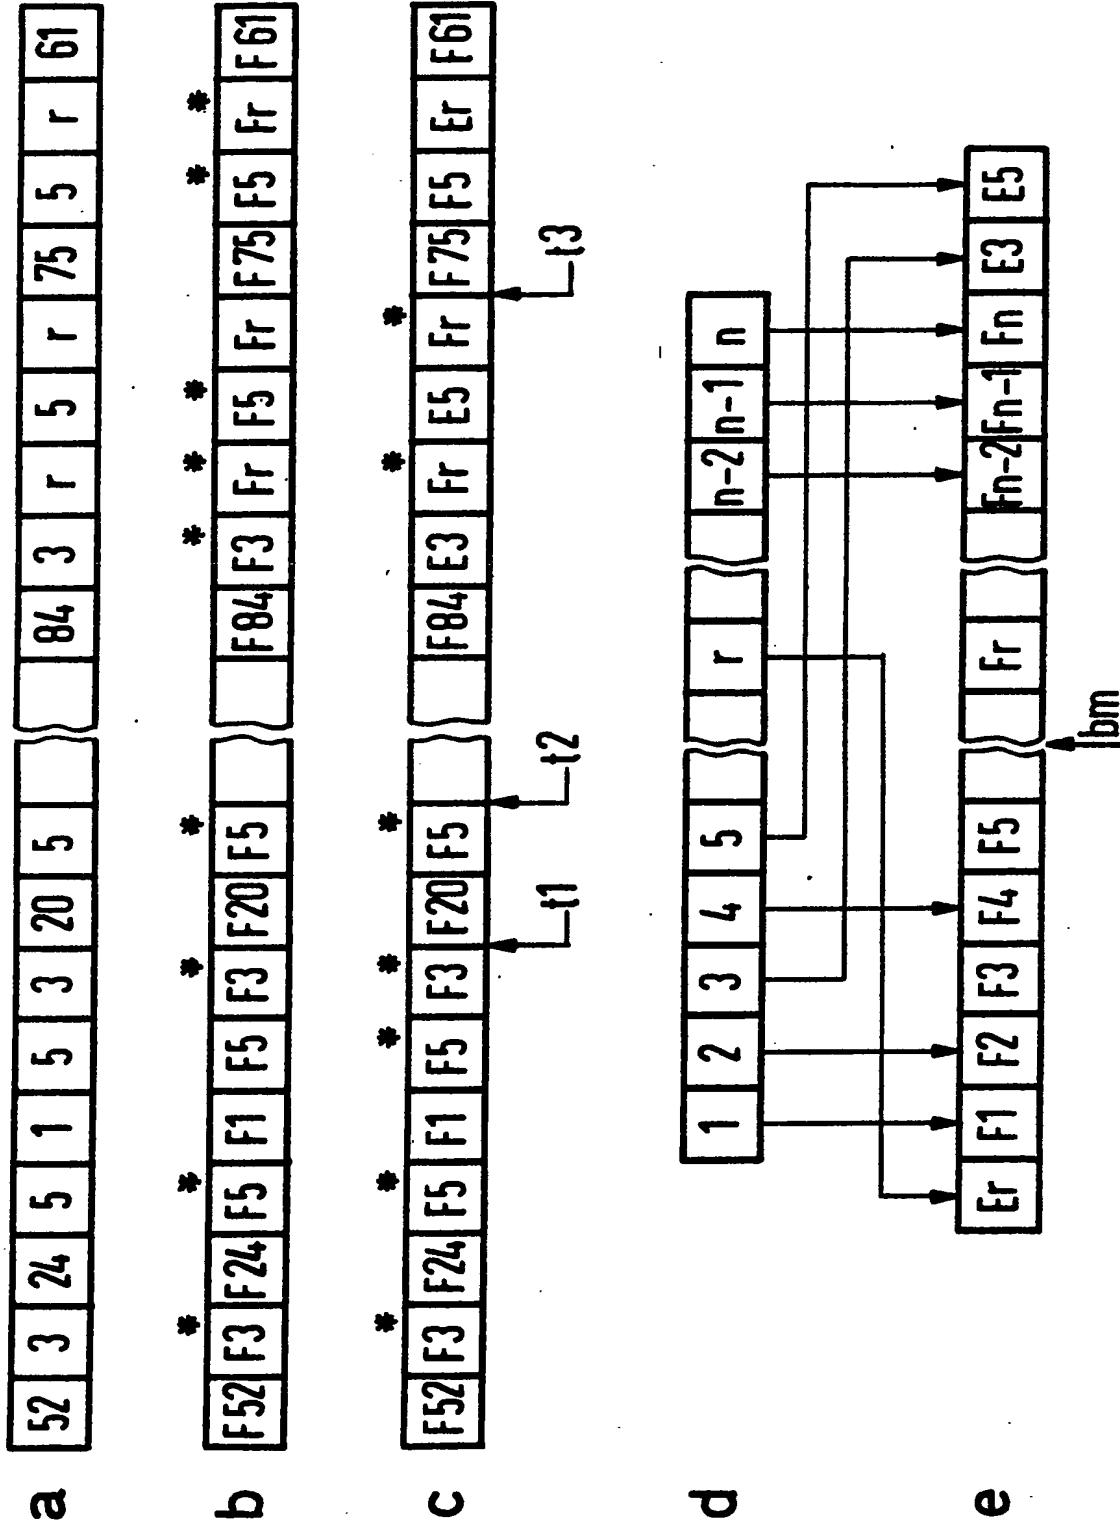 a 52 3 24 5 1 5 3 20 5 84 3 r 5 r 75 5 r 61
* * * * * * * * *
b F52 F3 F24 F5 F1 F5 F3 F20 F5 F84 F3 Fr F5 Fr F75 F5 Fr F61
* * * * * * *
c F52 F3 F24 F5 F1 F5 F3 F20 F5 F84 E3 Fr E5 Fr F75 F5 Er F61
t1 t2 t3
d 1 2 3 4 5 r n-2 n-1 n
e Er F1 F2 F3 F4 F5 Fr Fn-2 Fn-1 Fn E3 E5
bm